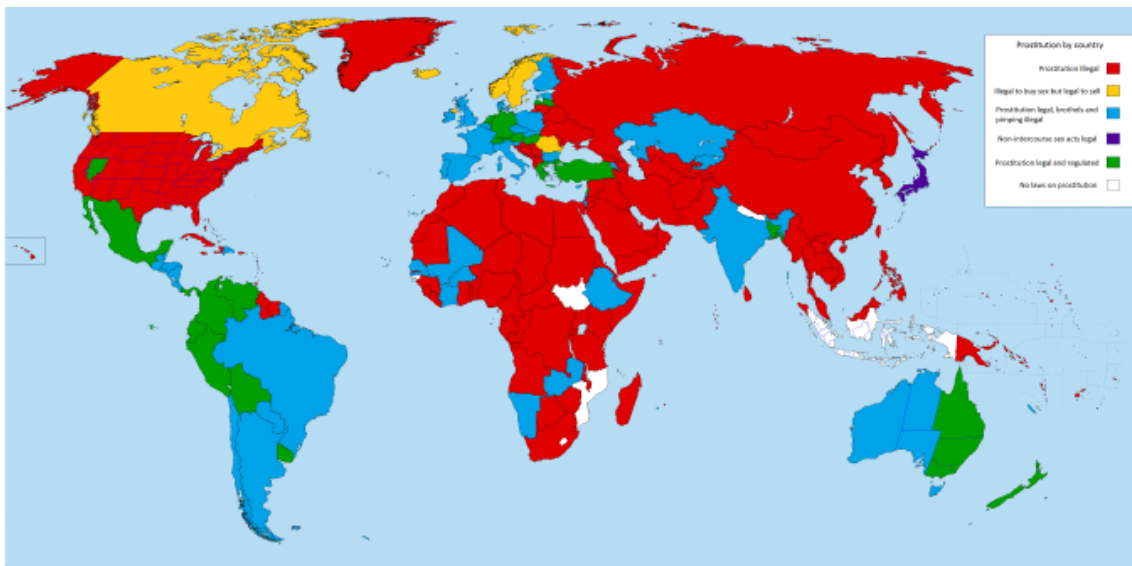 Prostitution by country
Prostitution Illegal
Illegal to buy sex but legal to sell
Prostitution legal, brothels and
pimping illegal
Non-intercourse sex acts legal
Prostitution legal and regulated
No laws on prostitution